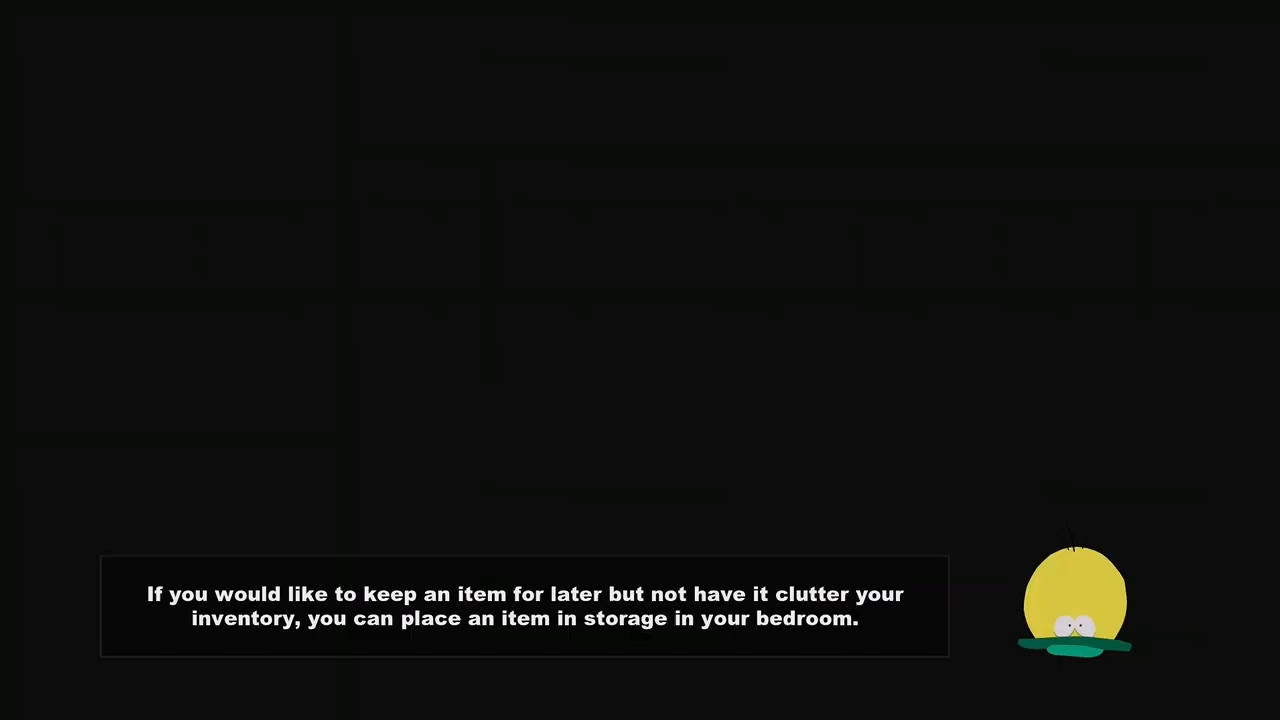 If you would like to keep an item for later but not have it clutter your
inventory, you can place an item in storage in your bedroom.